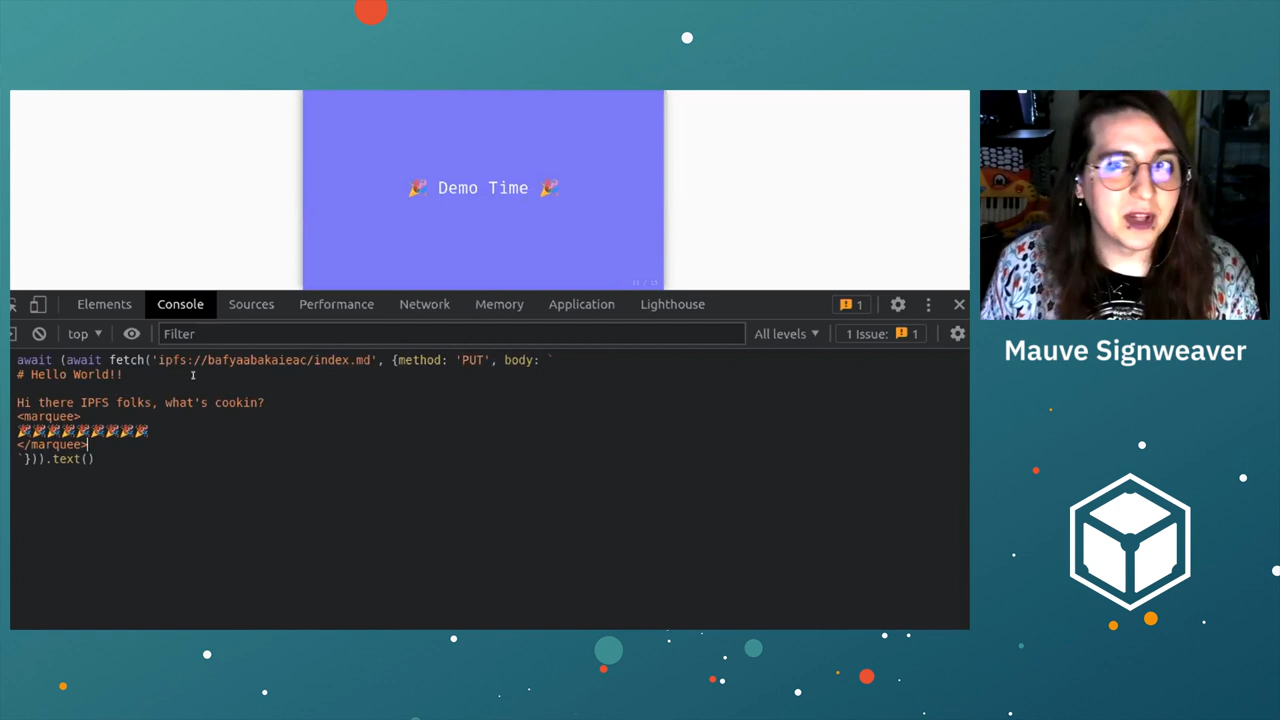 🎉 Demo Time 🎉
Elements Console Sources Performance Network Memory Application Lighthouse 1
top Filter All levels 1 Issue: 1
await (await fetch('ipfs://bafyaabakaieac/index.md', {method: 'PUT', body: `
# Hello World!!
Hi there IPFS folks, what's cookin?
<marquee>
🎉🎉🎉🎉🎉🎉🎉🎉🎉
</marquee>
`})).text()
Mauve Signweaver